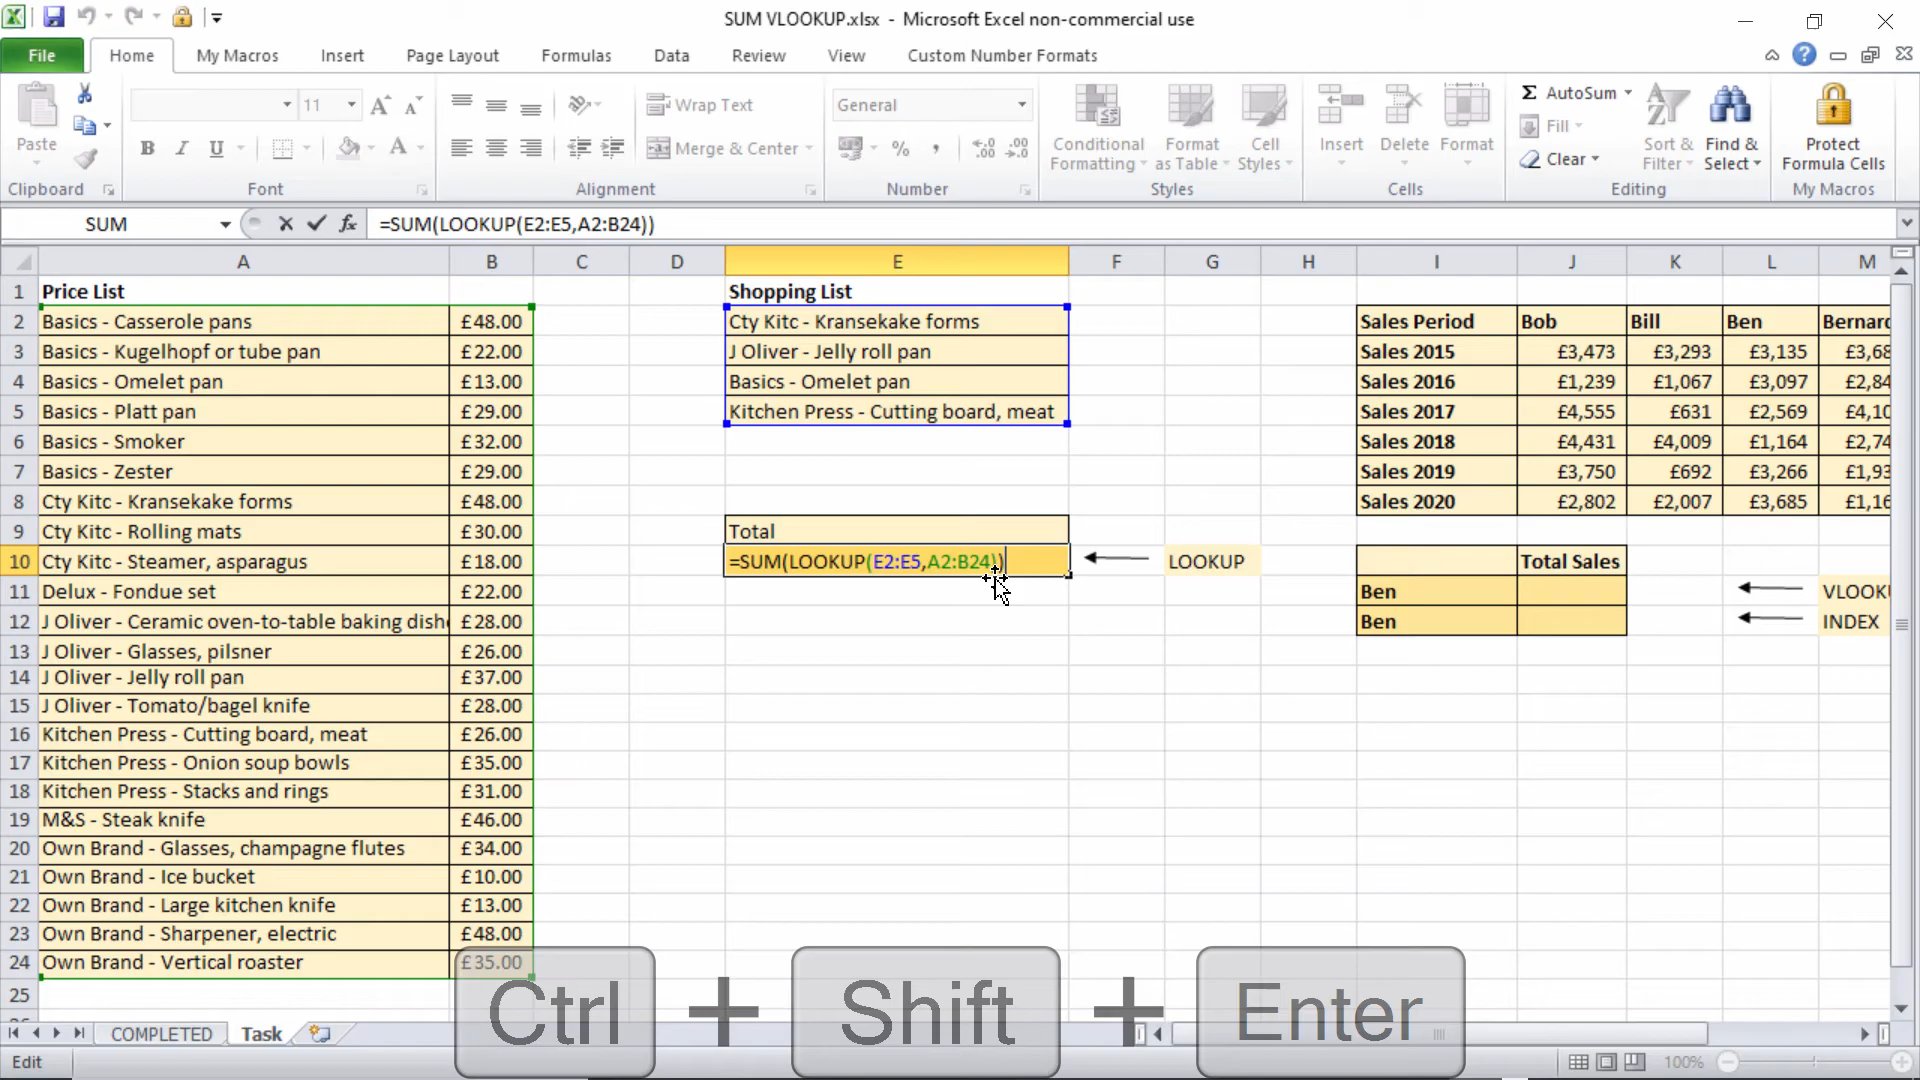 SUM VLOOKUP.xlsx - Microsoft Excel non-commercial use
File Home My Macros Insert Page Layout Formulas Data Review View Custom Number Formats
11 Wrap Text General AutoSum
Fill
Paste B I U Merge & Center % , Conditional Formatting Format as Table Cell Styles Insert Delete Format Clear Sort & Filter Find & Select Protect Formula Cells
Clipboard Font Alignment Number Styles Cells Editing My Macros
SUM fx =SUM(LOOKUP(E2:E5,A2:B24))
A B C D E F G H I J K L M
1 Price List Shopping List
2 Basics - Casserole pans £48.00 Cty Kitc - Kransekake forms Sales Period Bob Bill Ben Bernard
3 Basics - Kugelhopf or tube pan £22.00 J Oliver - Jelly roll pan Sales 2015 £3,473 £3,293 £3,135 £3,68
4 Basics - Omelet pan £13.00 Basics - Omelet pan Sales 2016 £1,239 £1,067 £3,097 £2,84
5 Basics - Platt pan £29.00 Kitchen Press - Cutting board, meat Sales 2017 £4,555 £631 £2,569 £4,10
6 Basics - Smoker £32.00 Sales 2018 £4,431 £4,009 £1,164 £2,74
7 Basics - Zester £29.00 Sales 2019 £3,750 £692 £3,266 £1,93
8 Cty Kitc - Kransekake forms £48.00 Sales 2020 £2,802 £2,007 £3,685 £1,16
9 Cty Kitc - Rolling mats £30.00 Total
10 Cty Kitc - Steamer, asparagus £18.00 =SUM(LOOKUP(E2:E5,A2:B24)) LOOKUP Total Sales
11 Delux - Fondue set £22.00 Ben VLOOKU
12 J Oliver - Ceramic oven-to-table baking dish £28.00 Ben INDEX
13 J Oliver - Glasses, pilsner £26.00
14 J Oliver - Jelly roll pan £37.00
15 J Oliver - Tomato/bagel knife £28.00
16 Kitchen Press - Cutting board, meat £26.00
17 Kitchen Press - Onion soup bowls £35.00
18 Kitchen Press - Stacks and rings £31.00
19 M&S - Steak knife £46.00
20 Own Brand - Glasses, champagne flutes £34.00
21 Own Brand - Ice bucket £10.00
22 Own Brand - Large kitchen knife £13.00
23 Own Brand - Sharpener, electric £48.00
24 Own Brand - Vertical roaster £35.00
25
Ctrl + Shift + Enter
COMPLETED Task
Edit 100%